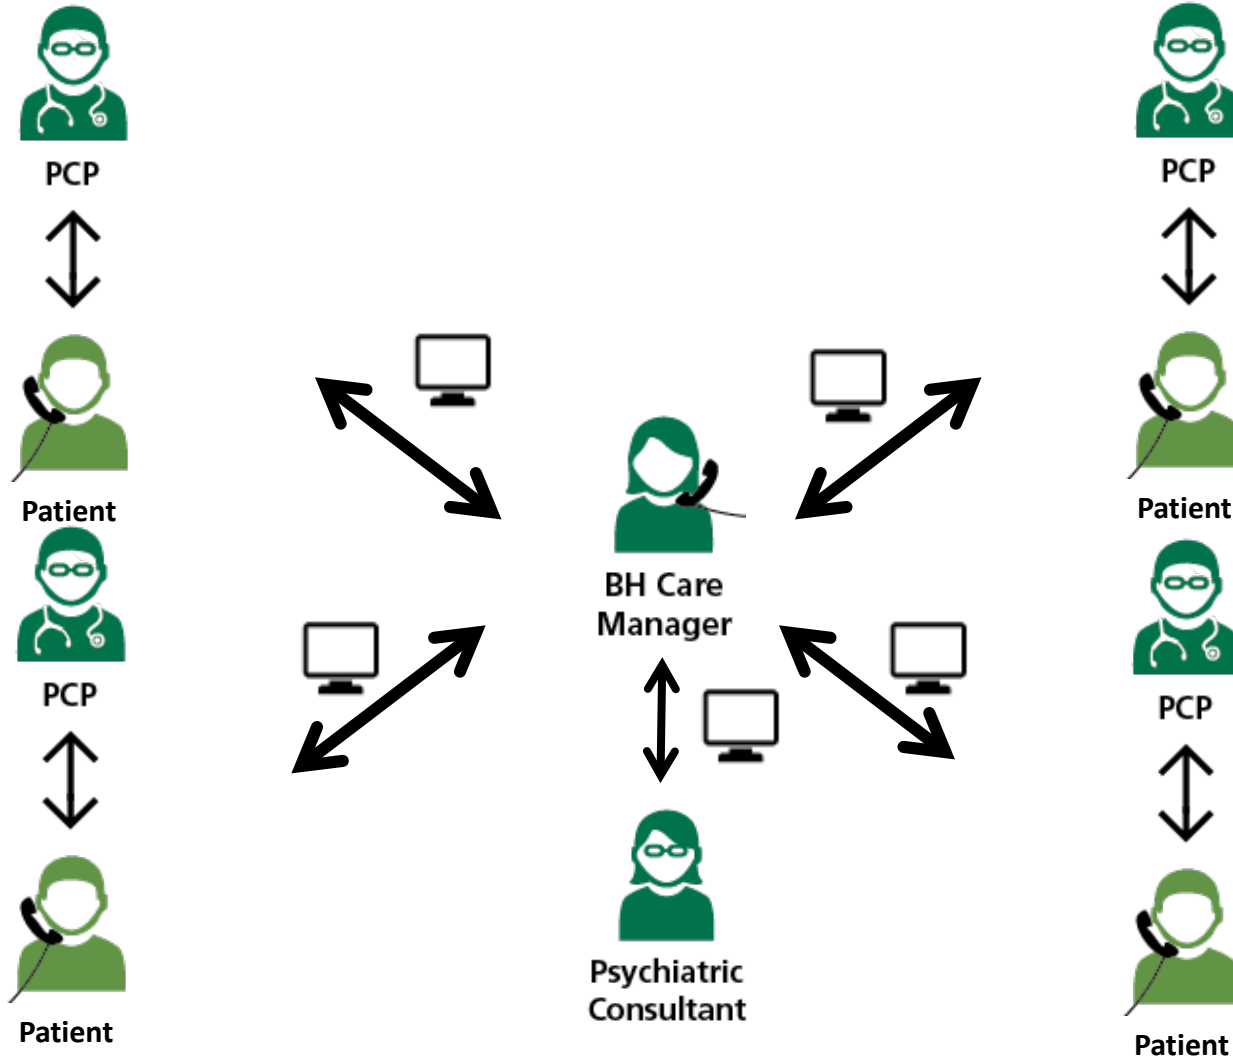 PCP
PCP
Patient
Patient
BH Care
Manager
PCP
PCP
Psychiatric
Consultant
Patient
Patient